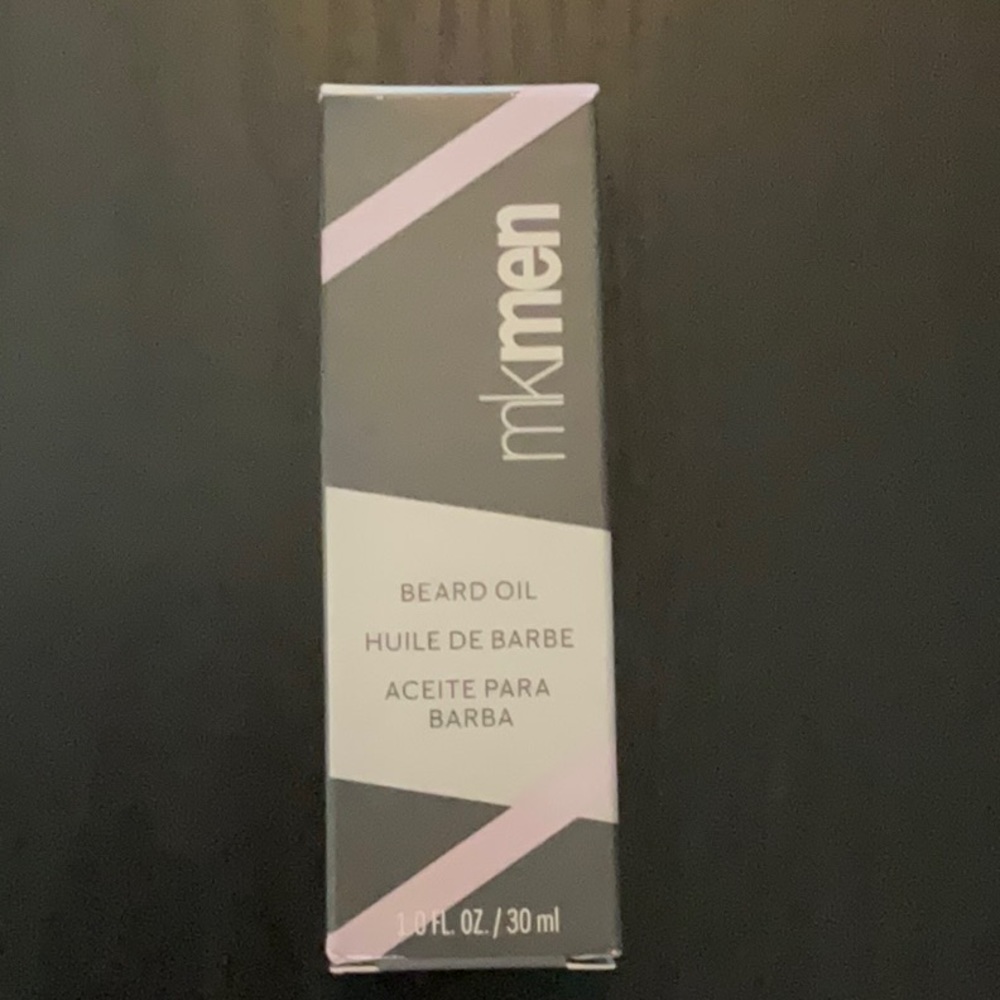 mkmen
BEARD OIL
HUILE DE BARBE
ACEITE PARA
BARBA
1.0 FL. OZ. / 30 ml